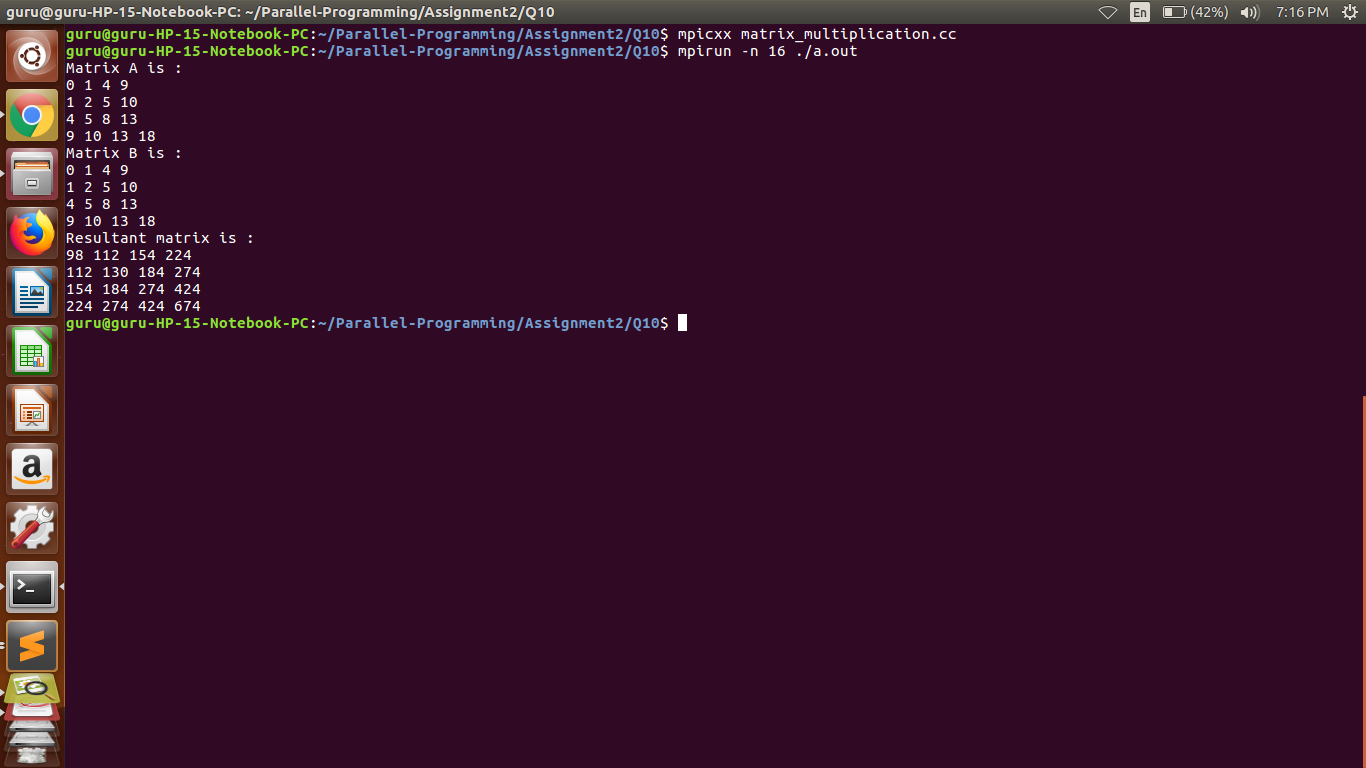 guru@guru-HP-15-Notebook-PC: ~/Parallel-Programming/Assignment2/Q10 En (42%) 7:16 PM
guru@guru-HP-15-Notebook-PC:~/Parallel-Programming/Assignment2/Q10$ mpicxx matrix_multiplication.cc
guru@guru-HP-15-Notebook-PC:~/Parallel-Programming/Assignment2/Q10$ mpirun -n 16 ./a.out
Matrix A is :
0 1 4 9
1 2 5 10
4 5 8 13
9 10 13 18
Matrix B is :
0 1 4 9
1 2 5 10
4 5 8 13
9 10 13 18
Resultant matrix is :
98 112 154 224
112 130 184 274
154 184 274 424
224 274 424 674
guru@guru-HP-15-Notebook-PC:~/Parallel-Programming/Assignment2/Q10$